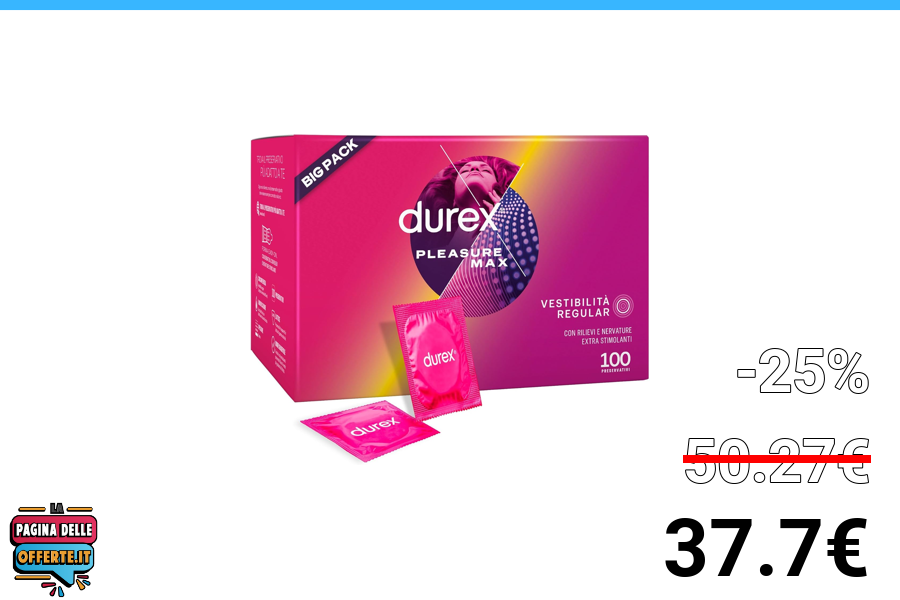 BIG PACK
durex
PLEASURE
MAX
VESTIBILITÀ
REGULAR
CON RILIEVI E NERVATURE
EXTRA STIMOLANTI
100
PRESERVATIVI
durex
durex
-25%
50.27€
37.7€
LA
PAGINA DELLE
OFFERTE.IT